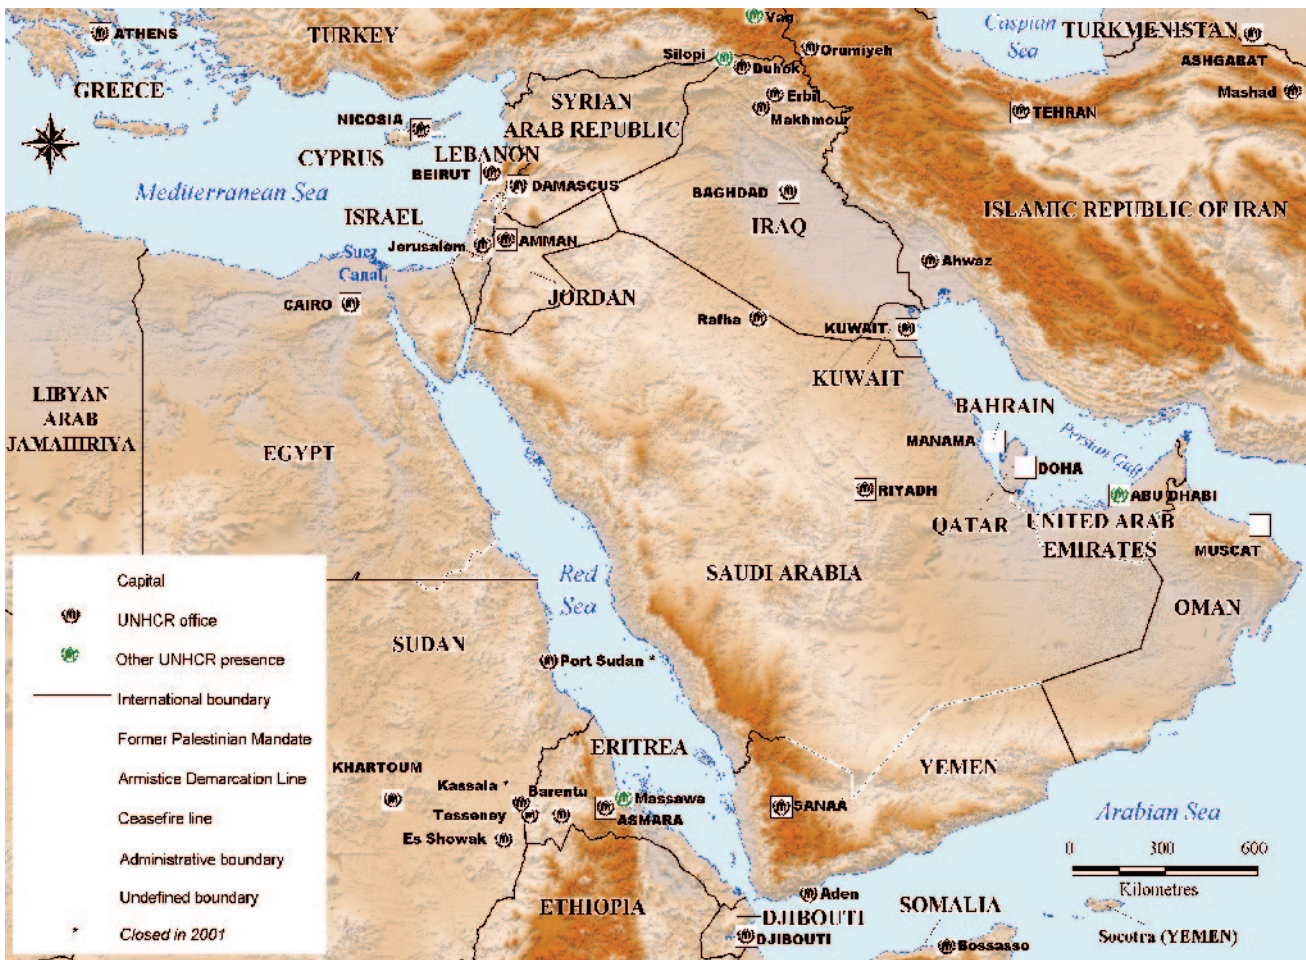 Van
Caspian
Sea
TURKMENISTAN
ATHENS
TURKEY
Silopi
Orumiyeh
ASHGABAT
Duhok
GREECE
SYRIAN
ARAB REPUBLIC
Erbil
Makhmour
TEHRAN
Mashad
NICOSIA
CYPRUS
LEBANON
BEIRUT
DAMASCUS
BAGHDAD
IRAQ
Mediterranean Sea
ISLAMIC REPUBLIC OF IRAN
ISRAEL
Jerusalem
AMMAN
Suez
Canal
Ahwaz
CAIRO
JORDAN
Rafha
KUWAIT
KUWAIT
LIBYAN
ARAB
JAMAHIRIYA
BAHRAIN
MANAMA
Persian Gulf
EGYPT
DOHA
RIYADH
ABU DHABI
QATAR
UNITED ARAB
EMIRATES
MUSCAT
Red
Sea
SAUDI ARABIA
OMAN
SUDAN
Port Sudan *
ERITREA
YEMEN
KHARTOUM
Kassala *
Barentu
Massawa
Tesseney
ASMARA
SANAA
Es Showak
Arabian Sea
0 300 600
Kilometres
Aden
ETHIOPIA
DJIBOUTI
DJIBOUTI
SOMALIA
Bossasso
Socotra (YEMEN)
Capital
UNHCR office
Other UNHCR presence
International boundary
Former Palestinian Mandate
Armistice Demarcation Line
Ceasefire line
Administrative boundary
Undefined boundary
* Closed in 2001